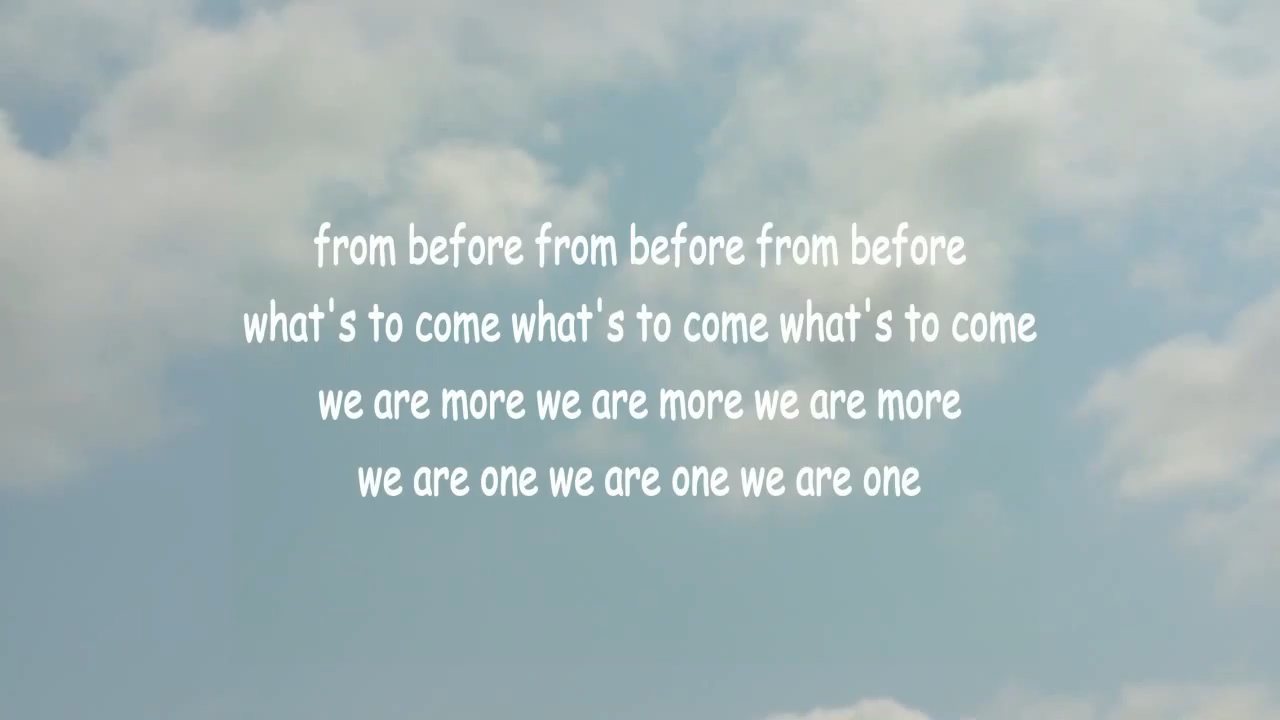 from before from before from before
what's to come what's to come what's to come
we are more we are more we are more
we are one we are one we are one